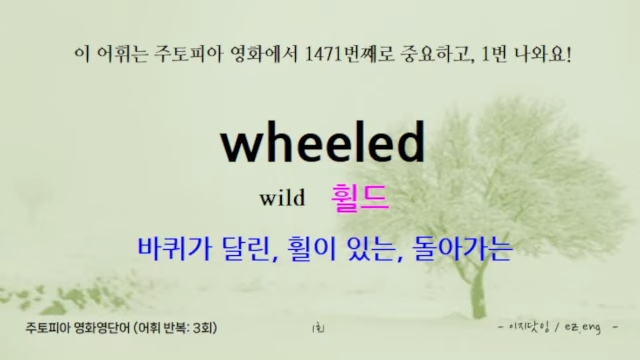 이 어휘는 주토피아 영화에서 1471번째로 중요하고, 1번 나와요!
wheeled
wild 휠드
바퀴가 달린, 휠이 있는, 돌아가는
주토피아 영화영단어 (어휘 반복: 3회) 1회 - 이지닷잉 / ez.eng -